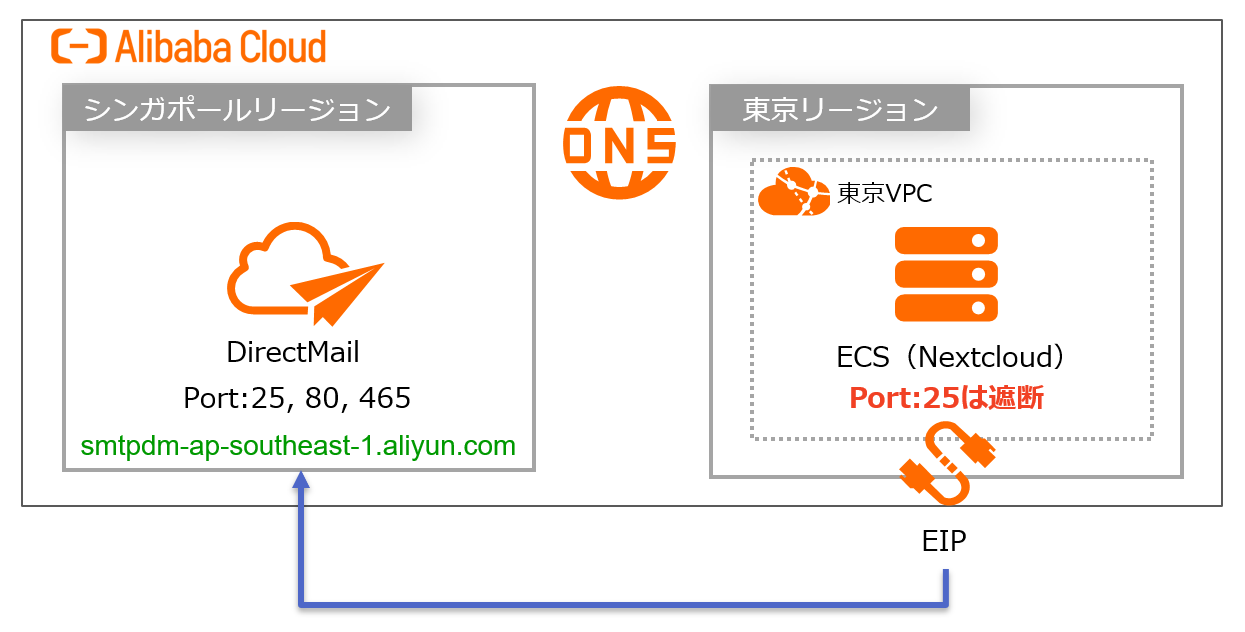 Alibaba Cloud
シンガポールリージョン
DNS
東京リージョン
東京VPC
DirectMail
Port:25, 80, 465
smtpdm-ap-southeast-1.aliyun.com
ECS（Nextcloud）
Port:25は遮断
EIP